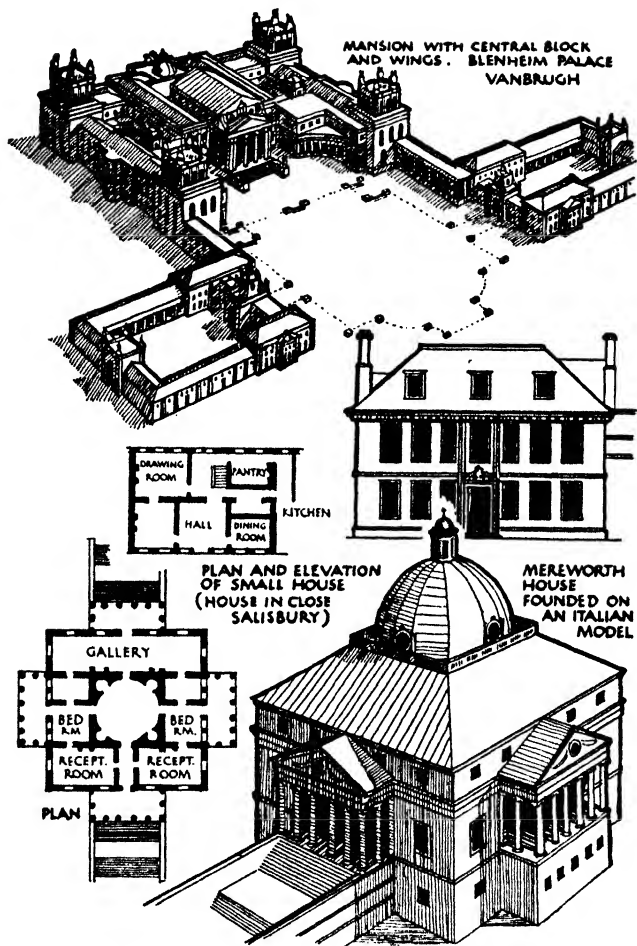 MANSION WITH CENTRAL BLOCK
AND WINGS. BLENHEIM PALACE
VANBRUGH
DRAWING
ROOM
PANTRY
KITCHEN
HALL
DINING
ROOM
PLAN AND ELEVATION
OF SMALL HOUSE
(HOUSE IN CLOSE
SALISBURY)
MEREWORTH
HOUSE
FOUNDED ON
AN ITALIAN
MODEL
GALLERY
BED
RM
BED
RM.
RECEPT.
ROOM
RECEPT.
ROOM
PLAN